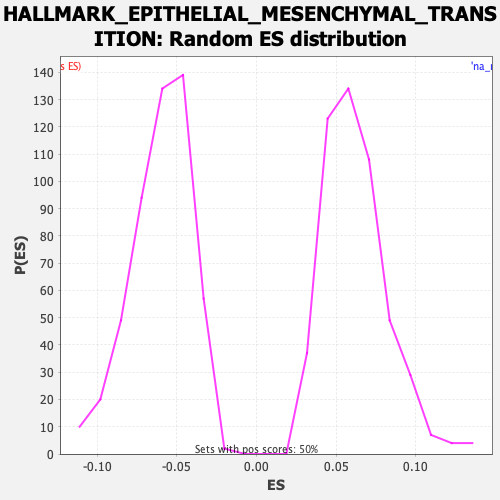 HALLMARK_EPITHELIAL_MESENCHYMAL_TRANS
ITION: Random ES distribution
s ES)
'na_
140
130
120
110
100
90
80
70
60
50
40
30
20
10
0
P(ES)
Sets with pos scores: 50%
-0.10 -0.05 0.00 0.05 0.10
ES